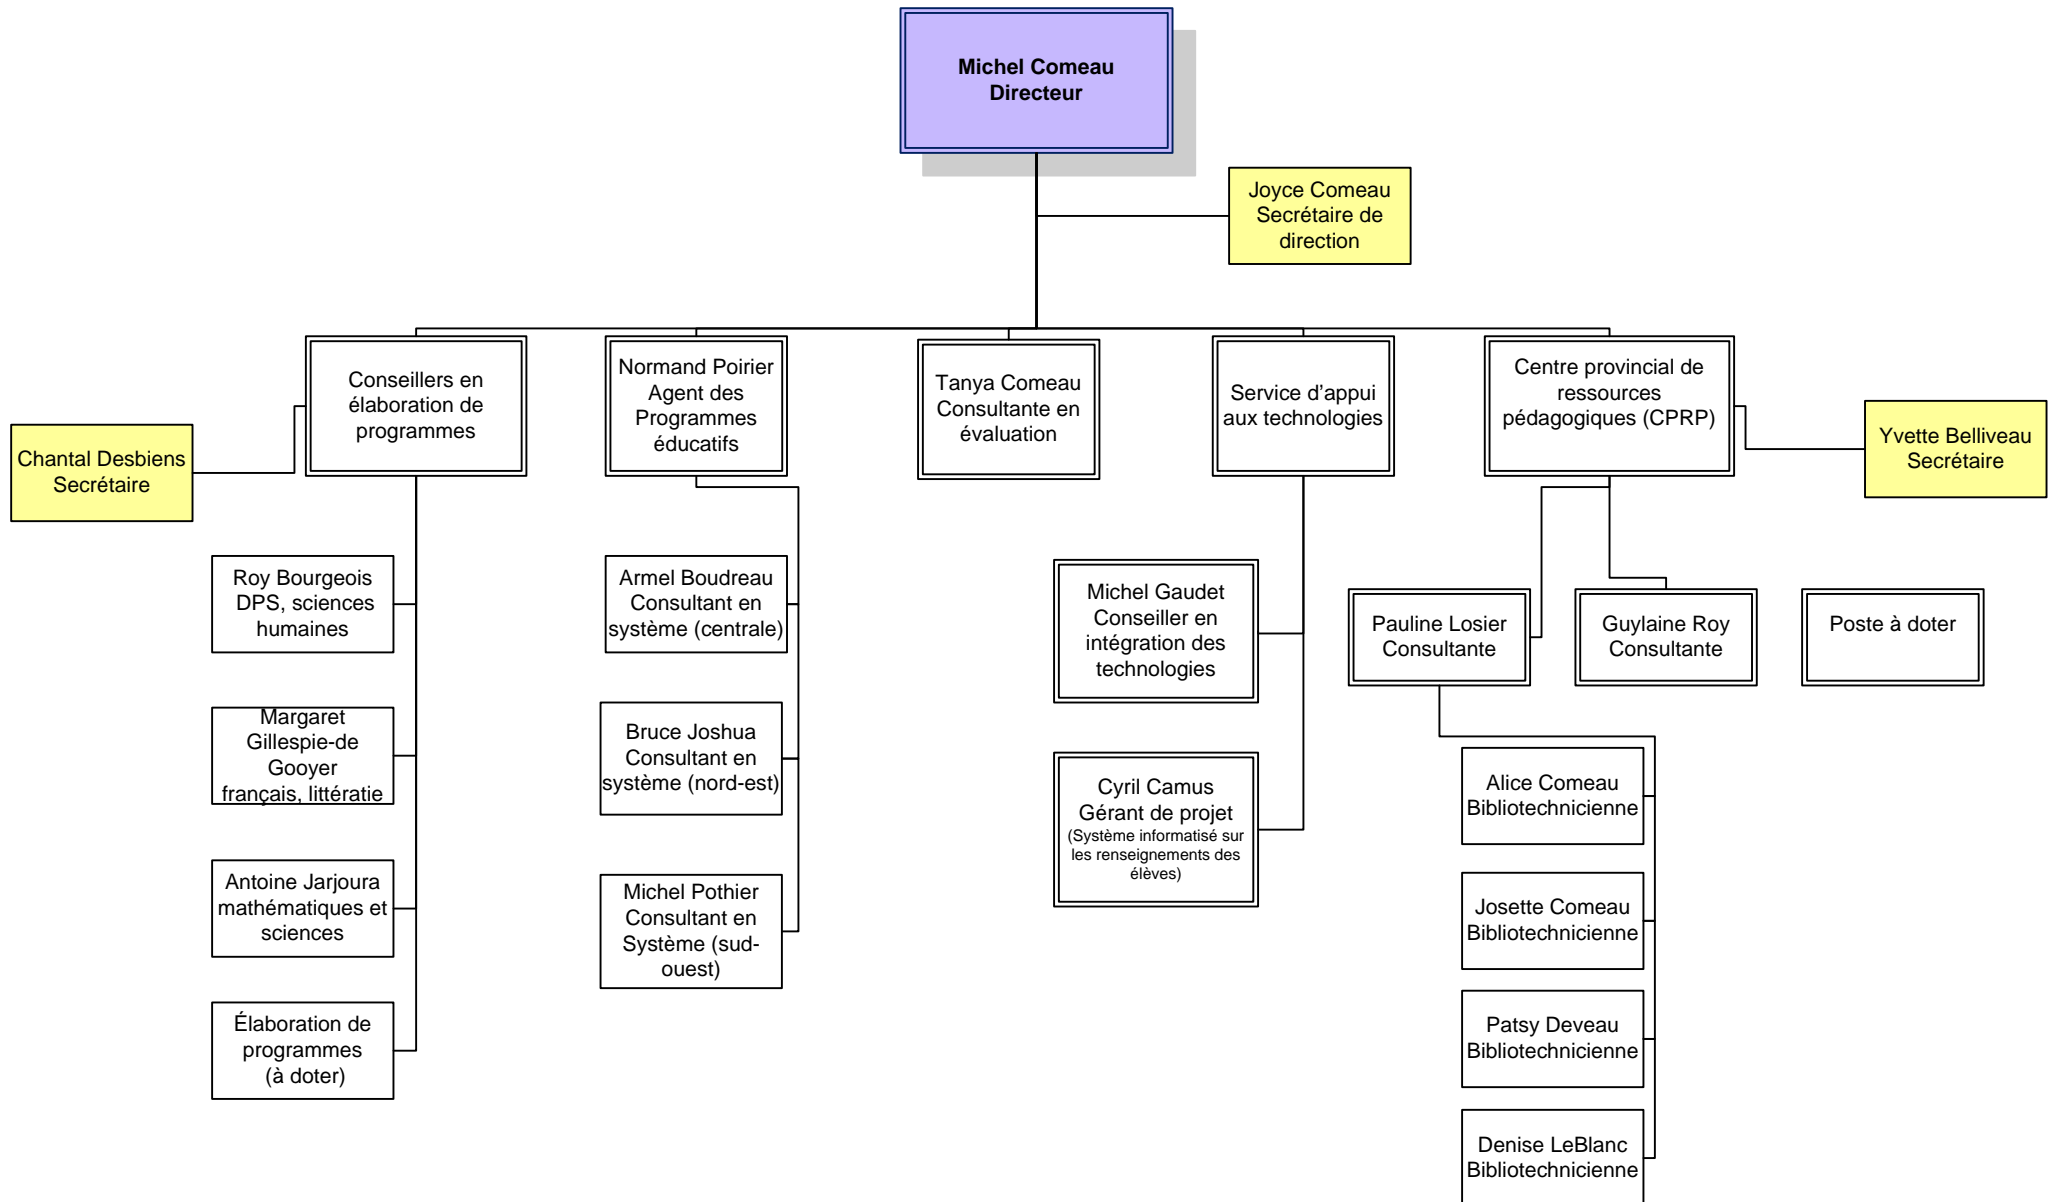 Michel Comeau
Directeur
Joyce Comeau
Secrétaire de
direction
Conseillers en
élaboration de
programmes
Normand Poirier
Agent des
Programmes
éducatifs
Tanya Comeau
Consultante en
évaluation
Service d’appui
aux technologies
Centre provincial de
ressources
pédagogiques (CPRP)
Chantal Desbiens
Secrétaire
Yvette Belliveau
Secrétaire
Roy Bourgeois
DPS, sciences
humaines
Margaret
Gillespie-de
Gooyer
français, littératie
Antoine Jarjoura
mathématiques et
sciences
Élaboration de
programmes
(à doter)
Armel Boudreau
Consultant en
système (centrale)
Bruce Joshua
Consultant en
système (nord-est)
Michel Pothier
Consultant en
Système (sud-
ouest)
Michel Gaudet
Conseiller en
intégration des
technologies
Cyril Camus
Gérant de projet
(Système informatisé sur
les renseignements des
élèves)
Pauline Losier
Consultante
Guylaine Roy
Consultante
Poste à doter
Alice Comeau
Bibliotechnicienne
Josette Comeau
Bibliotechnicienne
Patsy Deveau
Bibliotechnicienne
Denise LeBlanc
Bibliotechnicienne